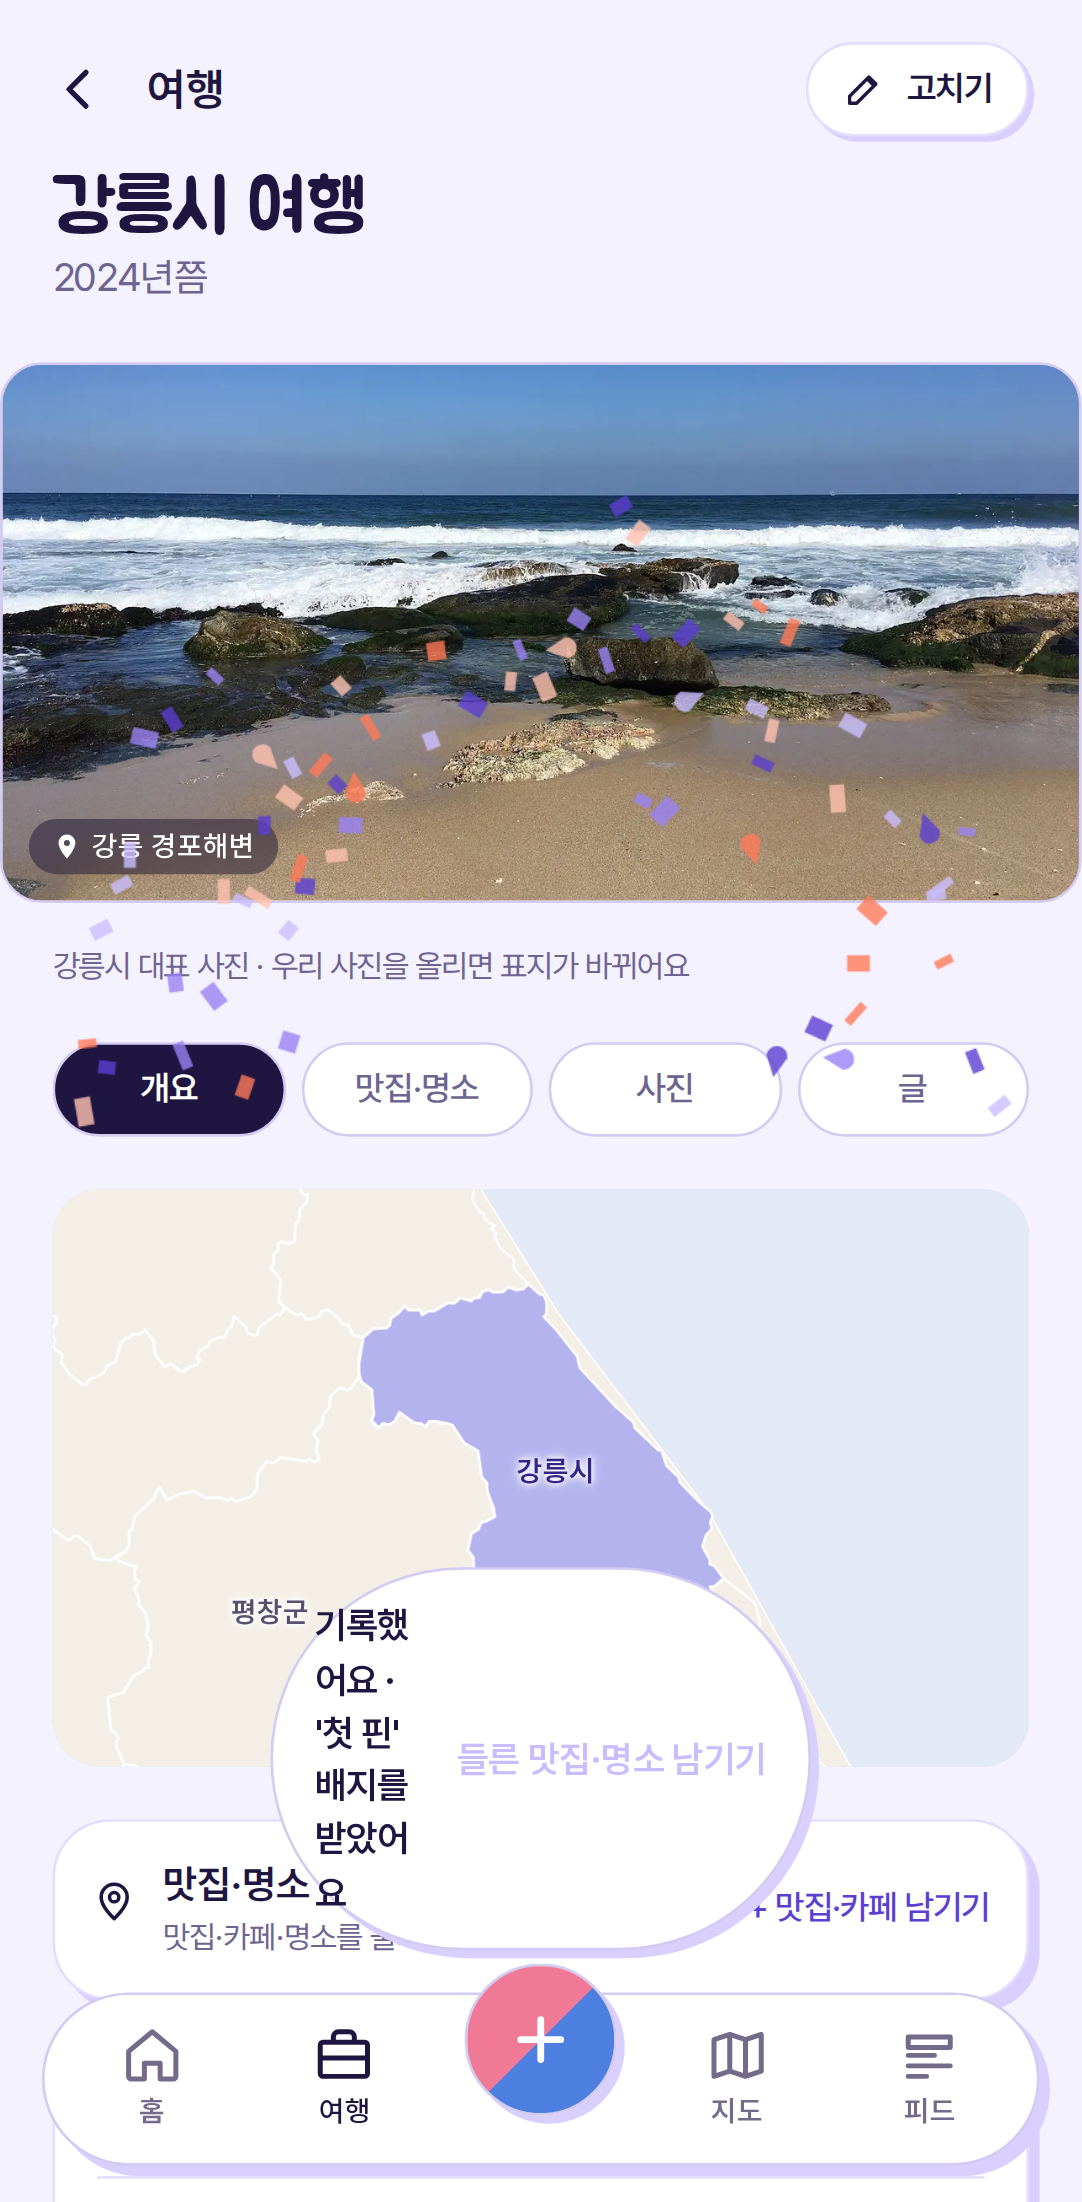 여행
고치기
강릉시 여행
2024년쯤
강릉 경포해변
강릉시 대표 사진 · 우리 사진을 올리면 표지가 바뀌어요
개요
맛집·명소
사진
글
강릉시
평창군
기록했
어요 ·
'첫 핀'
배지를
받았어
요
들른 맛집·명소 남기기
맛집·명소
맛집·카페·명소를
+ 맛집·카페 남기기
홈
여행
지도
피드